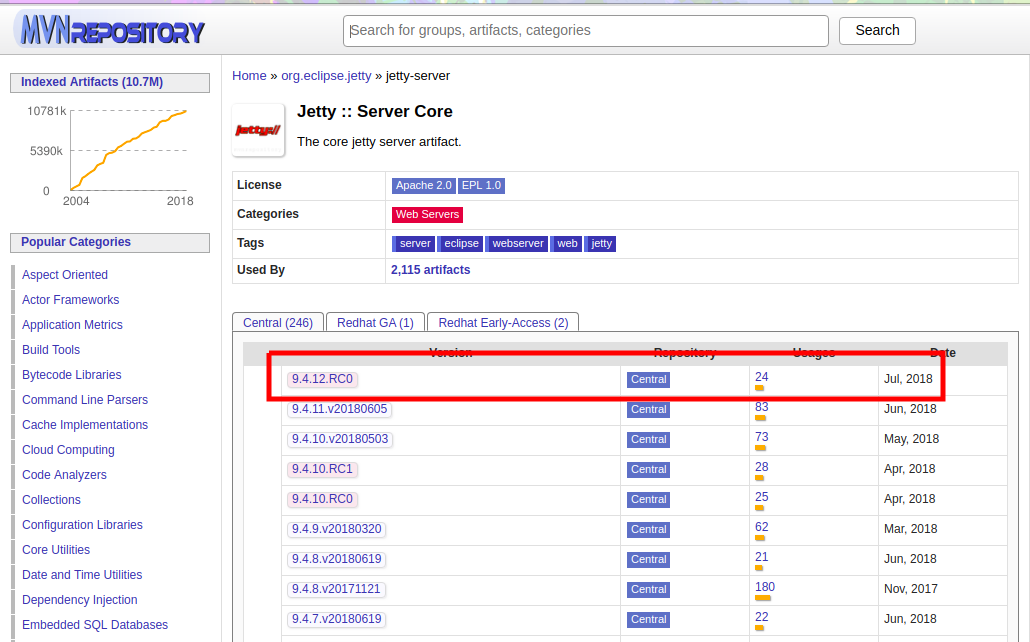 MVNREPOSITORY
Search for groups, artifacts, categories
Search
Indexed Artifacts (10.7M)
10781k
5390k
0
2004 2018
Popular Categories
Aspect Oriented
Actor Frameworks
Application Metrics
Build Tools
Bytecode Libraries
Command Line Parsers
Cache Implementations
Cloud Computing
Code Analyzers
Collections
Configuration Libraries
Core Utilities
Date and Time Utilities
Dependency Injection
Embedded SQL Databases
Home » org.eclipse.jetty » jetty-server
jetty://
Jetty :: Server Core
The core jetty server artifact.
License Apache 2.0 EPL 1.0
Categories Web Servers
Tags server eclipse webserver web jetty
Used By 2,115 artifacts
Central (246) Redhat GA (1) Redhat Early-Access (2)
Version Repository Usages Date
9.4.12.RC0 Central 24 Jul, 2018
9.4.11.v20180605 Central 83 Jun, 2018
9.4.10.v20180503 Central 73 May, 2018
9.4.10.RC1 Central 28 Apr, 2018
9.4.10.RC0 Central 25 Apr, 2018
9.4.9.v20180320 Central 62 Mar, 2018
9.4.8.v20180619 Central 21 Jun, 2018
9.4.8.v20171121 Central 180 Nov, 2017
9.4.7.v20180619 Central 22 Jun, 2018